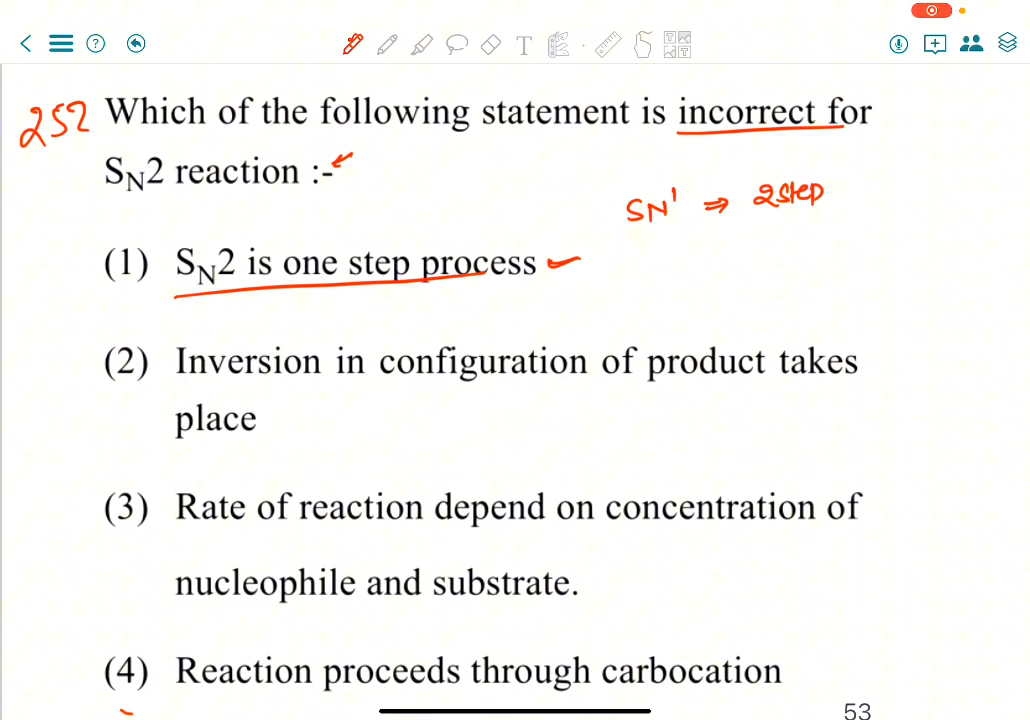 252 Which of the following statement is incorrect for
SN2 reaction :-
SN1 ⇒ 2step
(1) SN2 is one step process
(2) Inversion in configuration of product takes
place
(3) Rate of reaction depend on concentration of
nucleophile and substrate.
(4) Reaction proceeds through carbocation
53